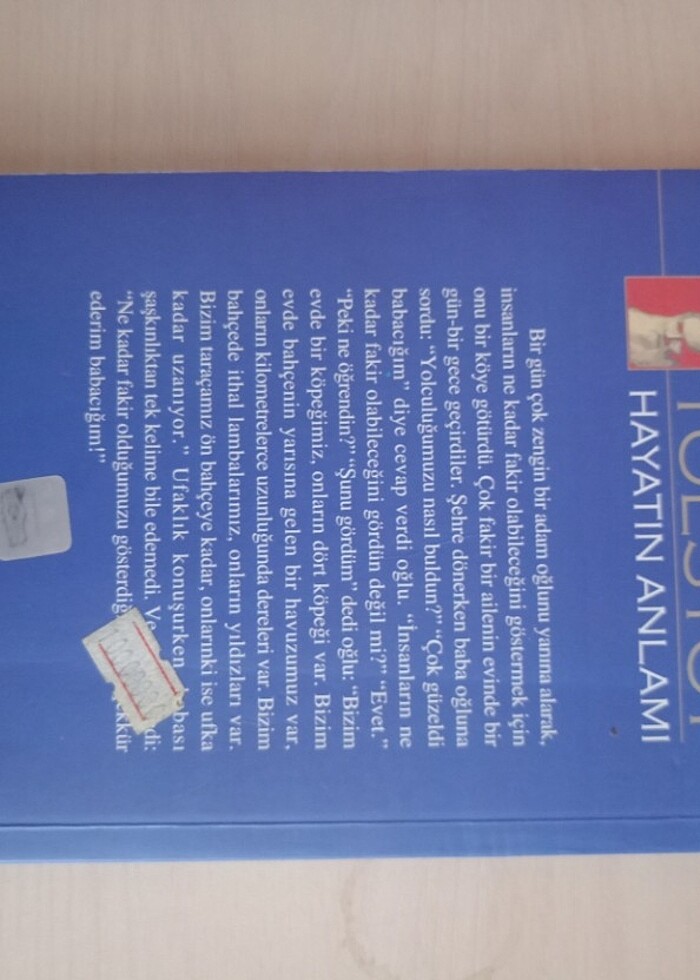 TOLSTOY
HAYATIN ANLAMI
Bir gün çok zengin bir adam oğlunu yanına alarak,
insanların ne kadar fakir olabileceğini göstermek için
onu bir köye götürdü. Çok fakir bir ailenin evinde bir
gün-bir gece geçirdiler. Şehre dönerken baba oğluna
sordu: “Yolculuğumuzu nasıl buldun?” “Çok güzeldi
babacığım” diye cevap verdi oğlu. “İnsanların ne
kadar fakir olabileceğini gördün değil mi?” “Evet.”
“Peki ne öğrendin?” “Şunu gördüm” dedi oğlu: “Bizim
evde bir köpeğimiz, onların dört köpeği var. Bizim
evde bahçenin yarısına gelen bir havuzumuz var,
onların kilometrelerce uzunluğunda dereleri var. Bizim
bahçede ithal lambalarımız, onların yıldızları var.
Bizim taraçamız ön bahçeye kadar, onlarınki ise ufka
kadar uzanıyor.” Ufaklık konuşurken bası
şaşkınlıktan tek kelime bile edemedi. di:
“Ne kadar fakir olduğumuzu gösterdiğ kkür
ederim babacığım!”